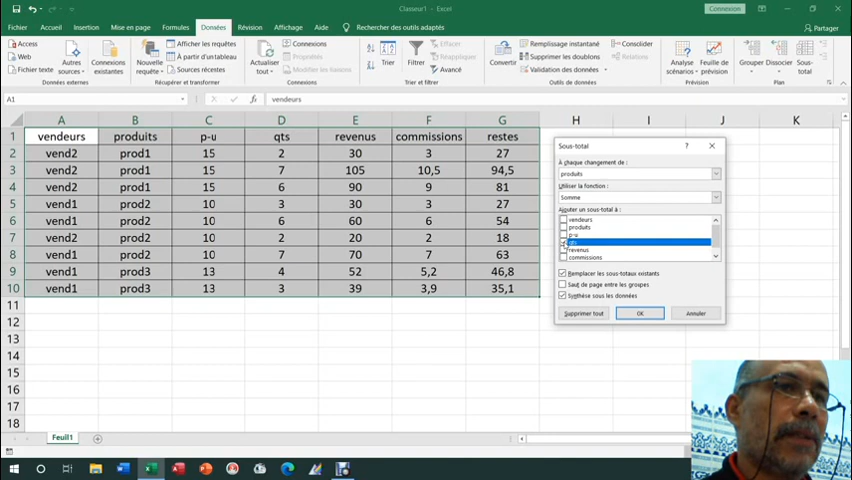 Classeur1 - Excel
Connexion
Fichier Accueil Insertion Mise en page Formules Données Révision Affichage Aide Rechercher des outils adaptés Partager
Access
Web
Fichier texte
Autres sources
Connexions existantes
Données externes
Nouvelle requête
Afficher les requêtes
À partir d'un tableau
Sources récentes
Récupérer et transformer
Actualiser tout
Connexions
Propriétés
Modifier les liens
Connexions
Trier
Filtrer
Effacer
Réappliquer
Avancé
Trier et filtrer
Convertir
Remplissage instantané
Supprimer les doublons
Validation des données
Consolider
Relations
Outils de données
Analyse scénarios
Feuille de prévision
Prévision
Grouper
Dissocier
Plan
A1
vendeurs
A B C D E F G H I J K
1 vendeurs produits p-u qts revenus commissions restes
2 vend2 prod1 15 2 30 3 27
3 vend2 prod1 15 7 105 10,5 94,5
4 vend2 prod1 15 6 90 9 81
5 vend1 prod2 10 3 30 3 27
6 vend1 prod2 10 6 60 6 54
7 vend2 prod2 10 2 20 2 18
8 vend1 prod2 10 7 70 7 63
9 vend1 prod3 13 4 52 5,2 46,8
10 vend1 prod3 13 3 39 3,9 35,1
11
12
13
14
15
16
17
18
Sous-total
? ×
À chaque changement de :
produits
Utiliser la fonction :
Somme
Ajouter un sous-total à :
vendeurs
produits
p-u
qts
revenus
commissions
Remplacer les sous-totaux existants
Saut de page entre les groupes
Synthèse sous les données
Supprimer tout OK Annuler
Feuil1